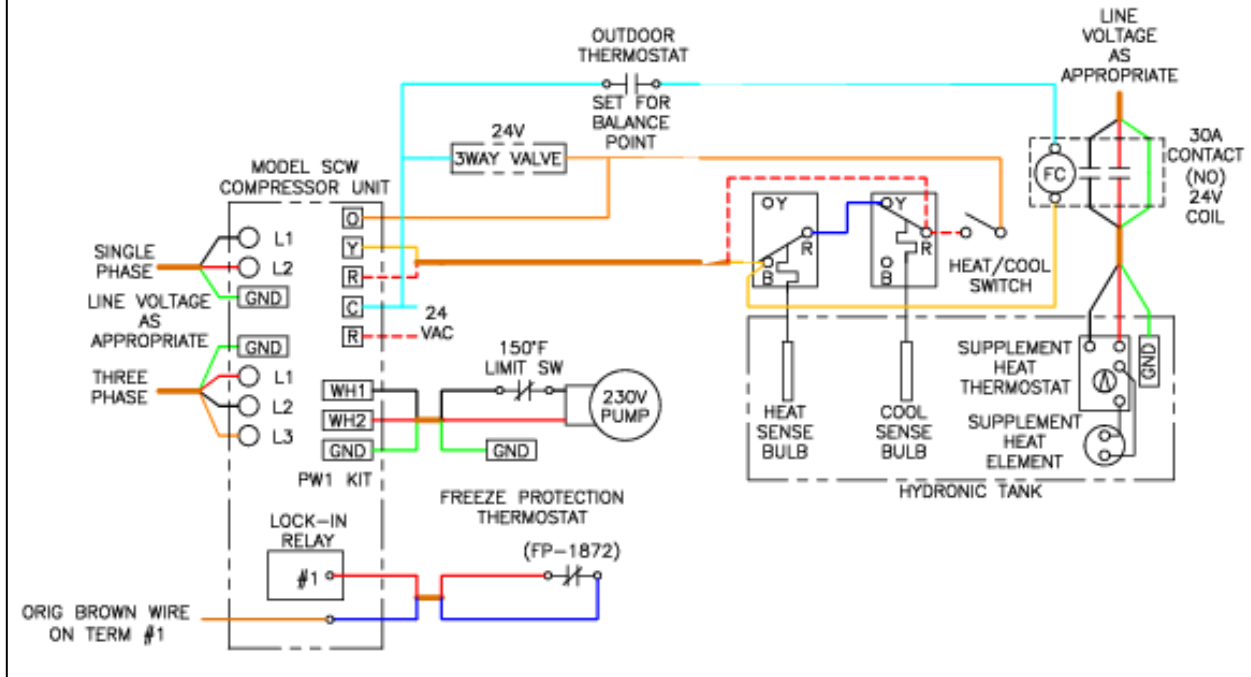 LINE
VOLTAGE
AS
APPROPRIATE
OUTDOOR
THERMOSTAT
SET FOR
BALANCE
POINT
24V
3WAY VALVE
30A
CONTACT
(NO)
24V
COIL
FC
MODEL SCW
COMPRESSOR UNIT
O
Y
R
C
R
24
VAC
L1
L2
GND
SINGLE
PHASE
LINE VOLTAGE
AS
APPROPRIATE
THREE
PHASE
GND
L1
L2
L3
WH1
WH2
GND
PW1 KIT
150°F
LIMIT SW
230V
PUMP
GND
Y
R
B
Y
R
B
HEAT/COOL
SWITCH
HEAT
SENSE
BULB
COOL
SENSE
BULB
SUPPLEMENT
HEAT
THERMOSTAT
GND
SUPPLEMENT
HEAT
ELEMENT
HYDRONIC TANK
FREEZE PROTECTION
THERMOSTAT
(FP-1872)
LOCK-IN
RELAY
#1
ORIG BROWN WIRE
ON TERM #1